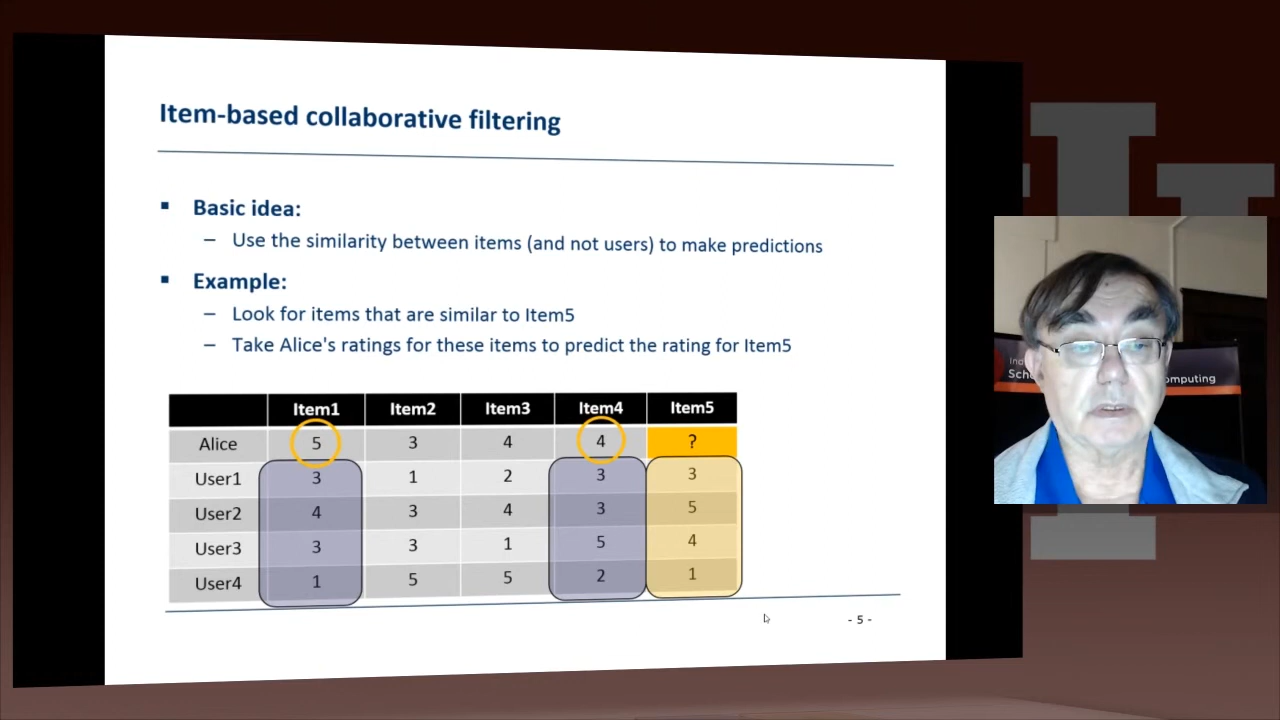 Item-based collaborative filtering
▪ Basic idea:
– Use the similarity between items (and not users) to make predictions
▪ Example:
– Look for items that are similar to Item5
– Take Alice's ratings for these items to predict the rating for Item5
Item1 Item2 Item3 Item4 Item5
Alice 5 3 4 4 ?
User1 3 1 2 3 3
User2 4 3 4 3 5
User3 3 3 1 5 4
User4 1 5 5 2 1
- 5 -